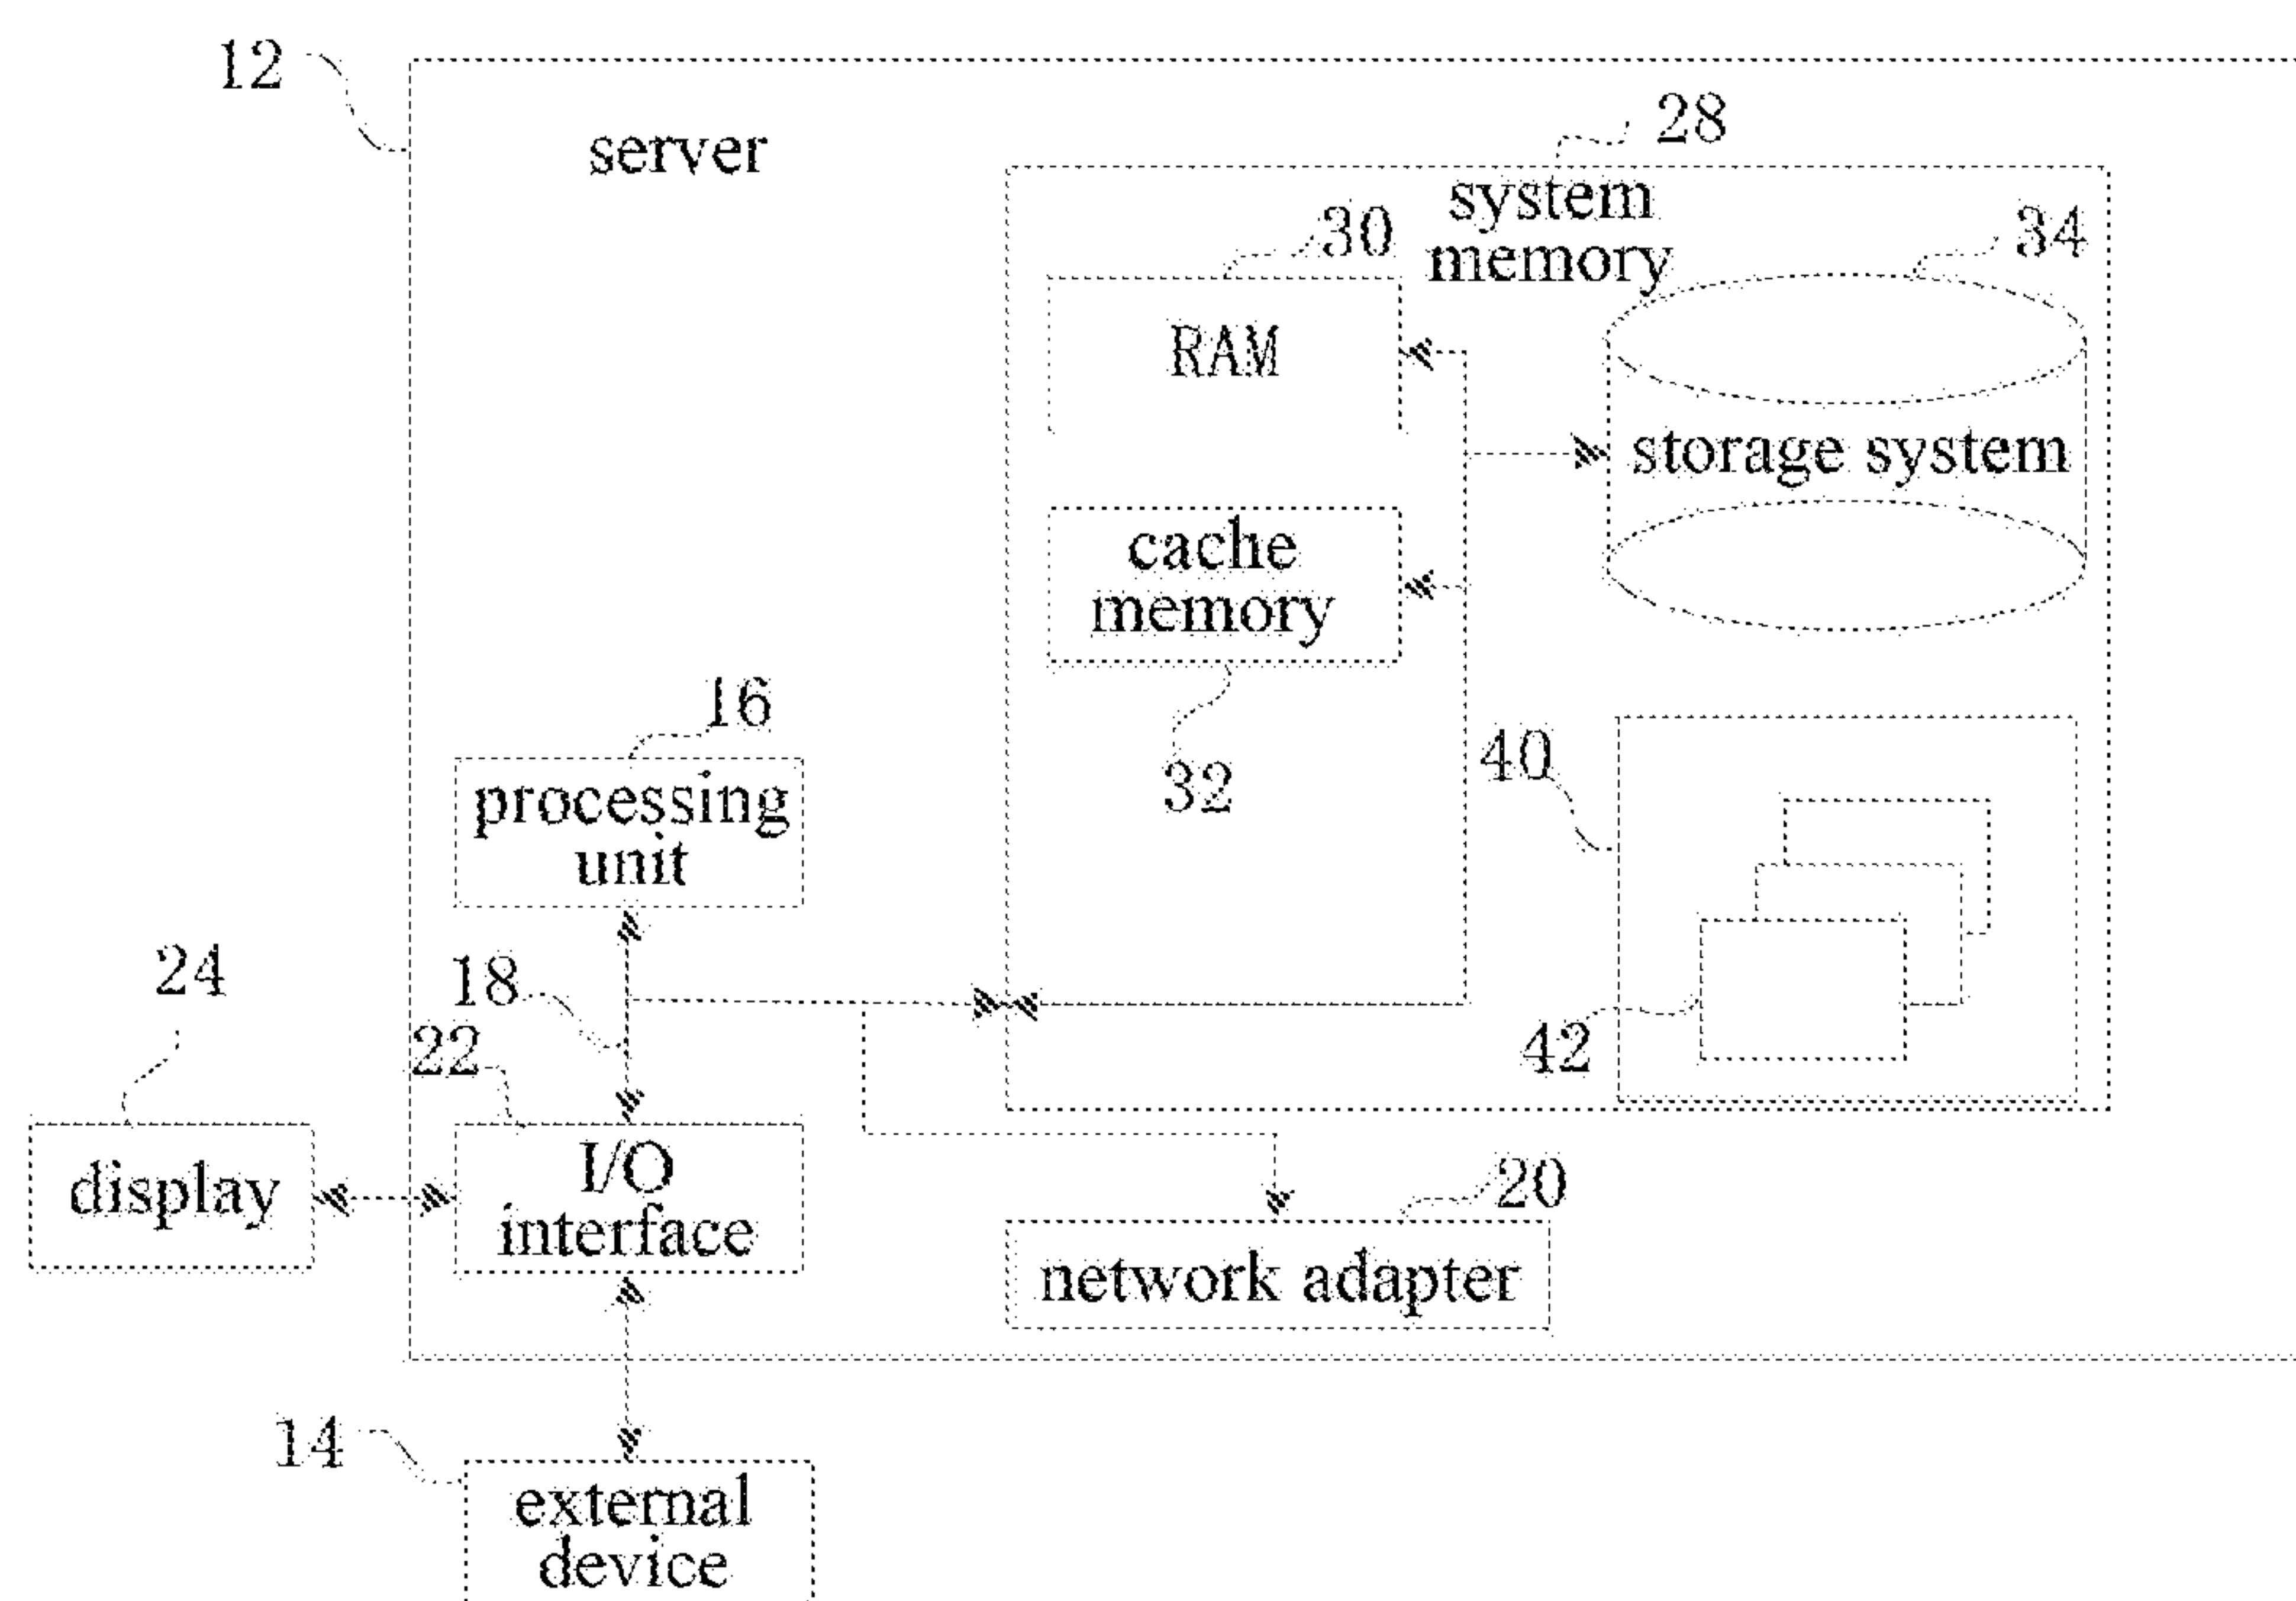 12
server
28
system
memory
30
34
RAM
storage system
cache
memory
32
16
processing
unit
40
18
24
22
42
display
I/O
interface
20
network adapter
14
external
device